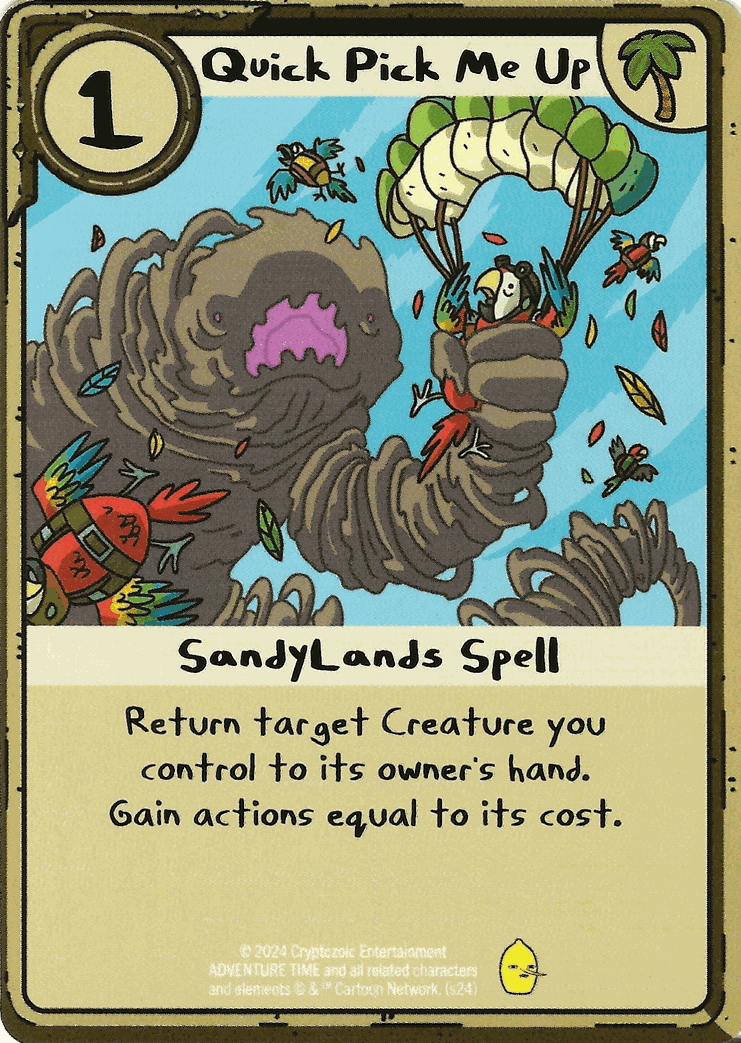 1
Quick Pick Me Up
SandyLands Spell
Return target Creature you
control to its owner's hand.
Gain actions equal to its cost.
© 2024 Cryptozoic Entertainment
ADVENTURE TIME and all related characters
and elements © & ™ Cartoon Network. (s24)